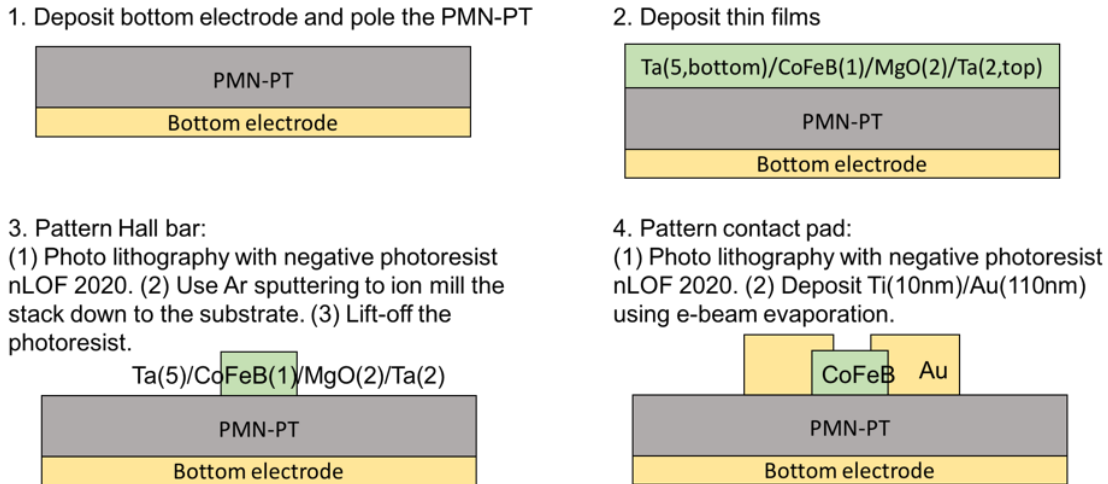 1. Deposit bottom electrode and pole the PMN-PT
PMN-PT
Bottom electrode
2. Deposit thin films
Ta(5,bottom)/CoFeB(1)/MgO(2)/Ta(2,top)
PMN-PT
Bottom electrode
3. Pattern Hall bar:
(1) Photo lithography with negative photoresist
nLOF 2020. (2) Use Ar sputtering to ion mill the
stack down to the substrate. (3) Lift-off the
photoresist.
Ta(5)/CoFeB(1)/MgO(2)/Ta(2)
PMN-PT
Bottom electrode
4. Pattern contact pad:
(1) Photo lithography with negative photoresist
nLOF 2020. (2) Deposit Ti(10nm)/Au(110nm)
using e-beam evaporation.
CoFeB Au
PMN-PT
Bottom electrode